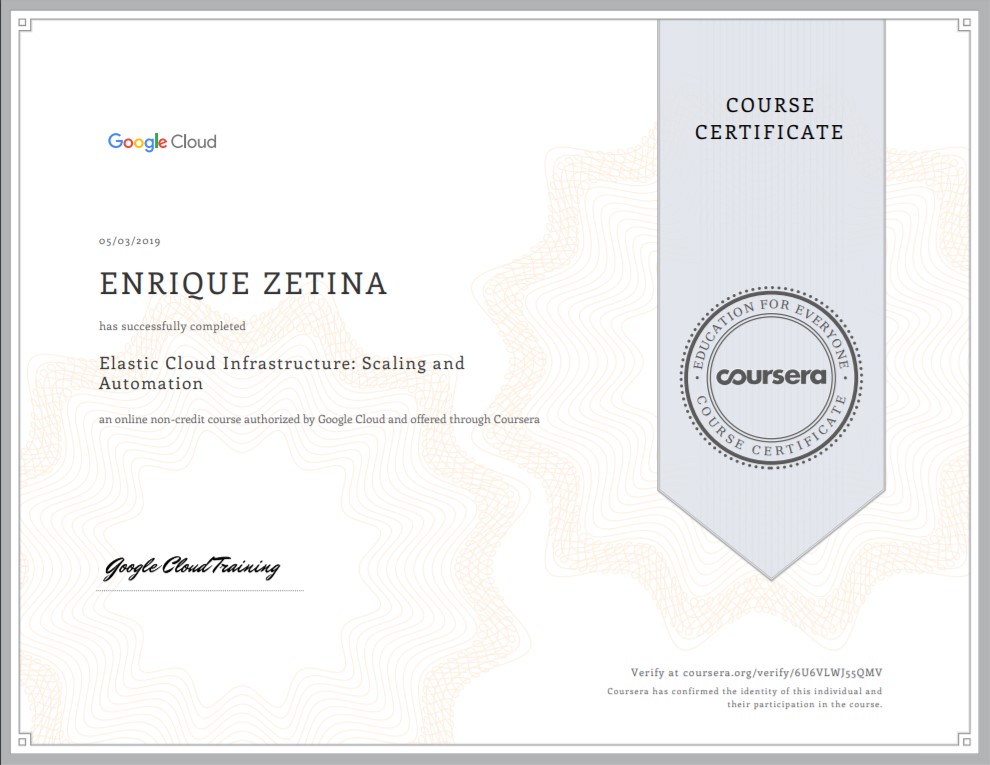 Google Cloud
05/03/2019
ENRIQUE ZETINA
has successfully completed
Elastic Cloud Infrastructure: Scaling and
Automation
an online non-credit course authorized by Google Cloud and offered through Coursera
Google Cloud Training
COURSE
CERTIFICATE
EDUCATION FOR EVERYONE
coursera
COURSE CERTIFICATE
Verify at coursera.org/verify/6U6VLWJ55QMV
Coursera has confirmed the identity of this individual and
their participation in the course.